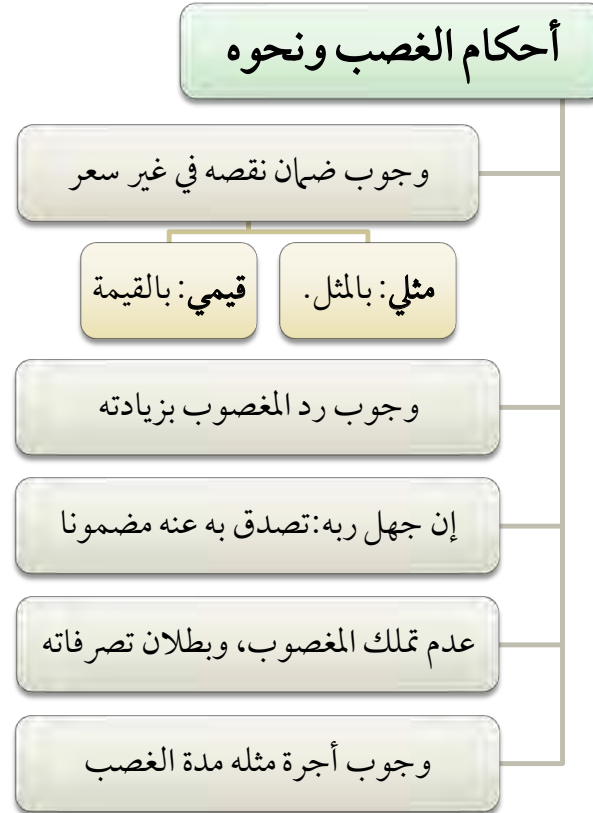 أحكام الغصب ونحوه
وجوب ضمان نقصه في غير سعر
مثلي: بالمثل.
قيمي: بالقيمة
وجوب رد المغصوب بزيادته
إن جهل ربه:تصدق به عنه مضمونا
عدم تملك المغصوب، وبطلان تصرفاته
وجوب أجرة مثله مدة الغصب